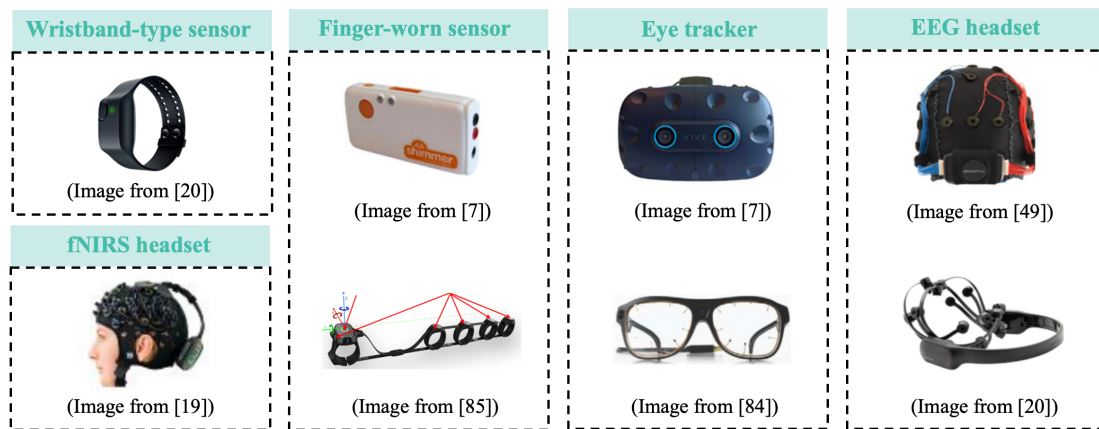 Wristband-type sensor
(Image from [20])
fNIRS headset
(Image from [19])
Finger-worn sensor
shimmer
(Image from [7])
(Image from [85])
Eye tracker
VIVE
(Image from [7])
(Image from [84])
EEG headset
(Image from [49])
(Image from [20])